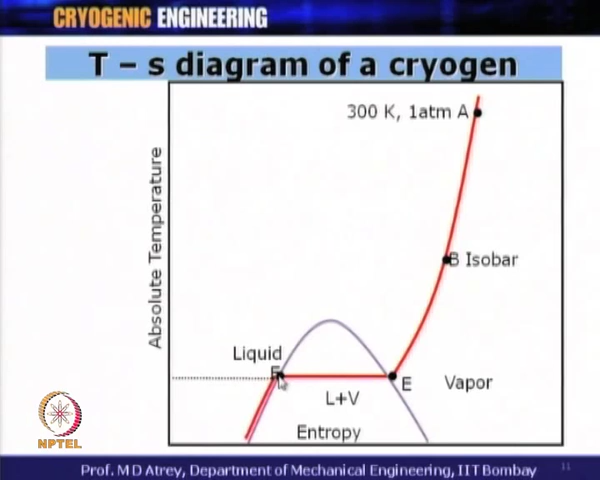 CRYOGENIC ENGINEERING
T – s diagram of a cryogen
300 K, 1atm A
Absolute Temperature
B Isobar
Liquid
F
E
Vapor
L+V
Entropy
NPTEL
Prof. M D Atrey, Department of Mechanical Engineering, IIT Bombay
11